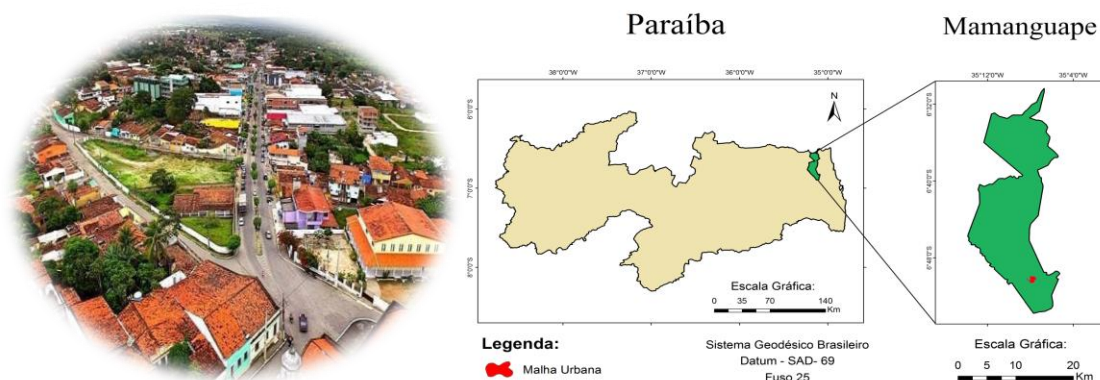 Paraíba
Mamanguape
38°0'0"W 37°0'0"W 36°0'0"W 35°0'0"W
35°12'0"W 35°4'0"W
N
6°0'0"S
7°0'0"S
8°0'0"S
6°32'0"S
6°40'0"S
6°48'0"S
Escala Gráfica:
0 35 70 140
Km
Legenda:
Malha Urbana
Sistema Geodésico Brasileiro
Datum - SAD- 69
Fuso 25
Escala Gráfica:
0 5 10 20
Km